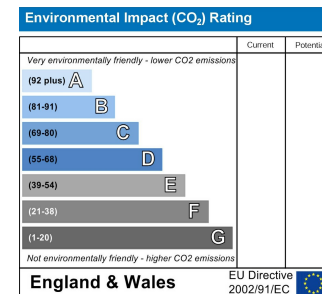 Environmental Impact (CO₂) Rating
Current Potentia
Very environmentally friendly - lower CO2 emissions
(92 plus) A
(81-91) B
(69-80) C
(55-68) D
(39-54) E
(21-38) F
(1-20) G
Not environmentally friendly - higher CO2 emissions
England & Wales
EU Directive
2002/91/EC